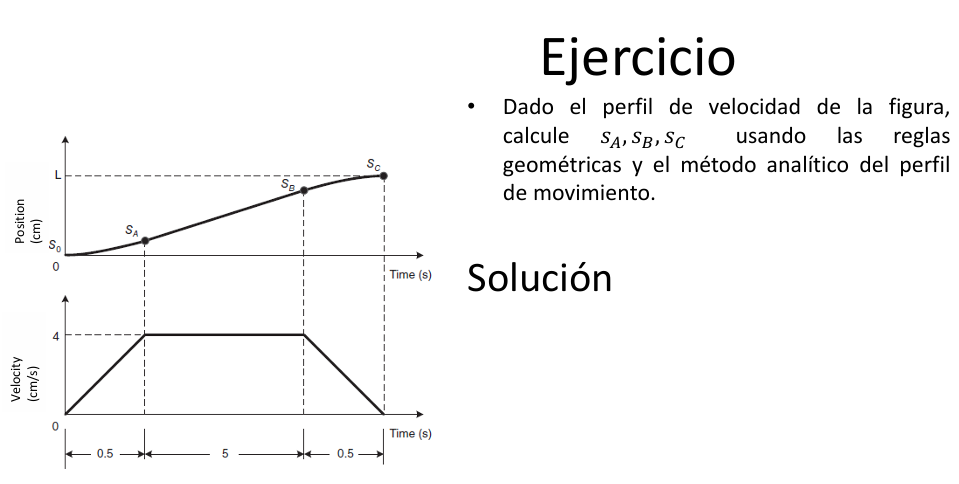 Ejercicio
• Dado el perfil de velocidad de la figura,
calcule s_A, s_B, s_C usando las reglas
geométricas y el método analítico del perfil
de movimiento.
Solución
Position
(cm)
L
S_0
0
S_A
S_B
S_C
Time (s)
Velocity
(cm/s)
4
0
Time (s)
0.5
5
0.5